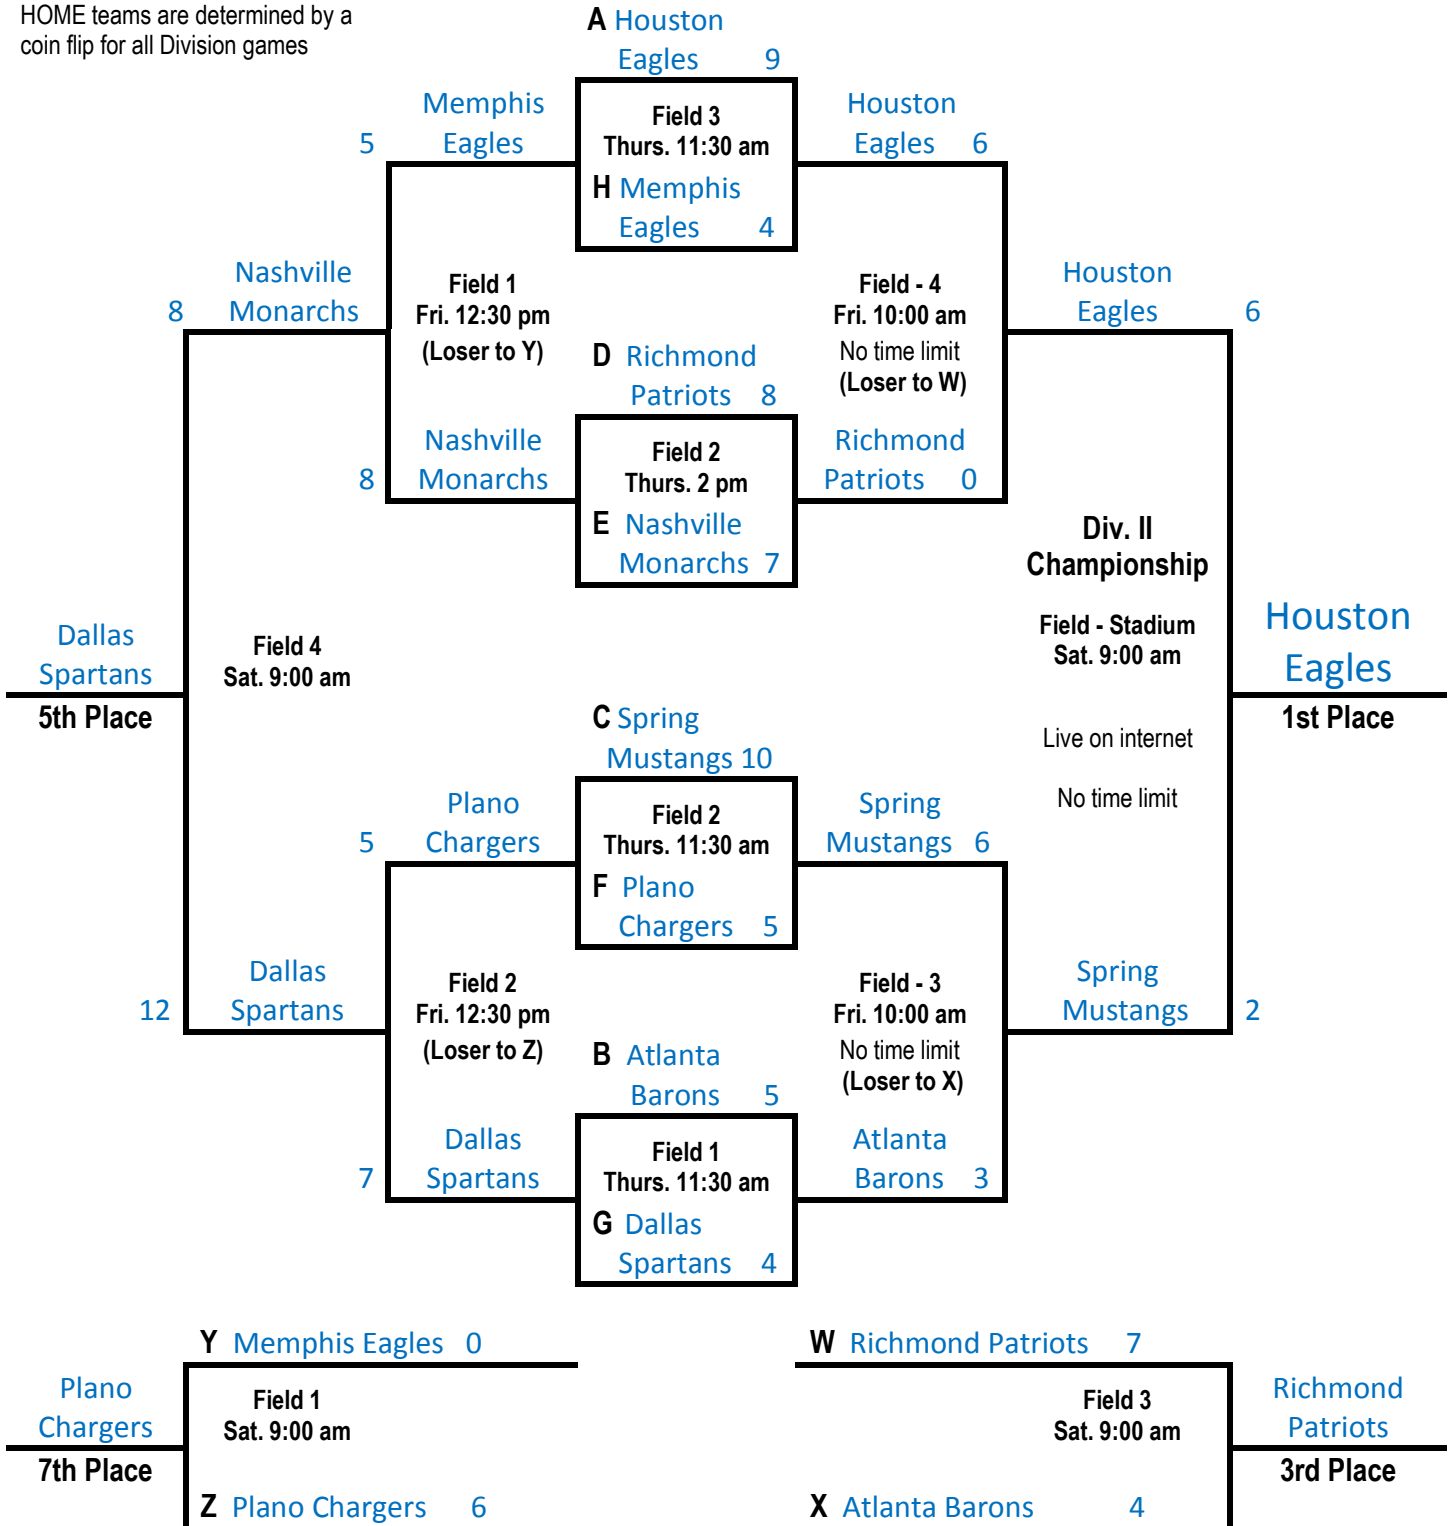 HOME teams are determined by a
coin flip for all Division games
A Houston
Eagles 9
Memphis
5 Eagles
Field 3
Thurs. 11:30 am
Houston
Eagles 6
H Memphis
Eagles 4
Nashville
8 Monarchs
Field 1
Fri. 12:30 pm
(Loser to Y)
Field - 4
Fri. 10:00 am
No time limit
(Loser to W)
Houston
Eagles 6
D Richmond
Patriots 8
Nashville
8 Monarchs
Field 2
Thurs. 2 pm
Richmond
Patriots 0
E Nashville
Monarchs 7
Div. II
Championship
Field - Stadium
Sat. 9:00 am
Live on internet
No time limit
Dallas
Spartans
5th Place
Field 4
Sat. 9:00 am
Houston
Eagles
1st Place
C Spring
Mustangs 10
Plano
5 Chargers
Field 2
Thurs. 11:30 am
Spring
Mustangs 6
F Plano
Chargers 5
Dallas
12 Spartans
Field 2
Fri. 12:30 pm
(Loser to Z)
Field - 3
Fri. 10:00 am
No time limit
(Loser to X)
Spring
Mustangs 2
B Atlanta
Barons 5
Dallas
7 Spartans
Field 1
Thurs. 11:30 am
Atlanta
Barons 3
G Dallas
Spartans 4
Y Memphis Eagles 0
Plano
Chargers
7th Place
Field 1
Sat. 9:00 am
Z Plano Chargers 6
W Richmond Patriots 7
Field 3
Sat. 9:00 am
Richmond
Patriots
3rd Place
X Atlanta Barons 4